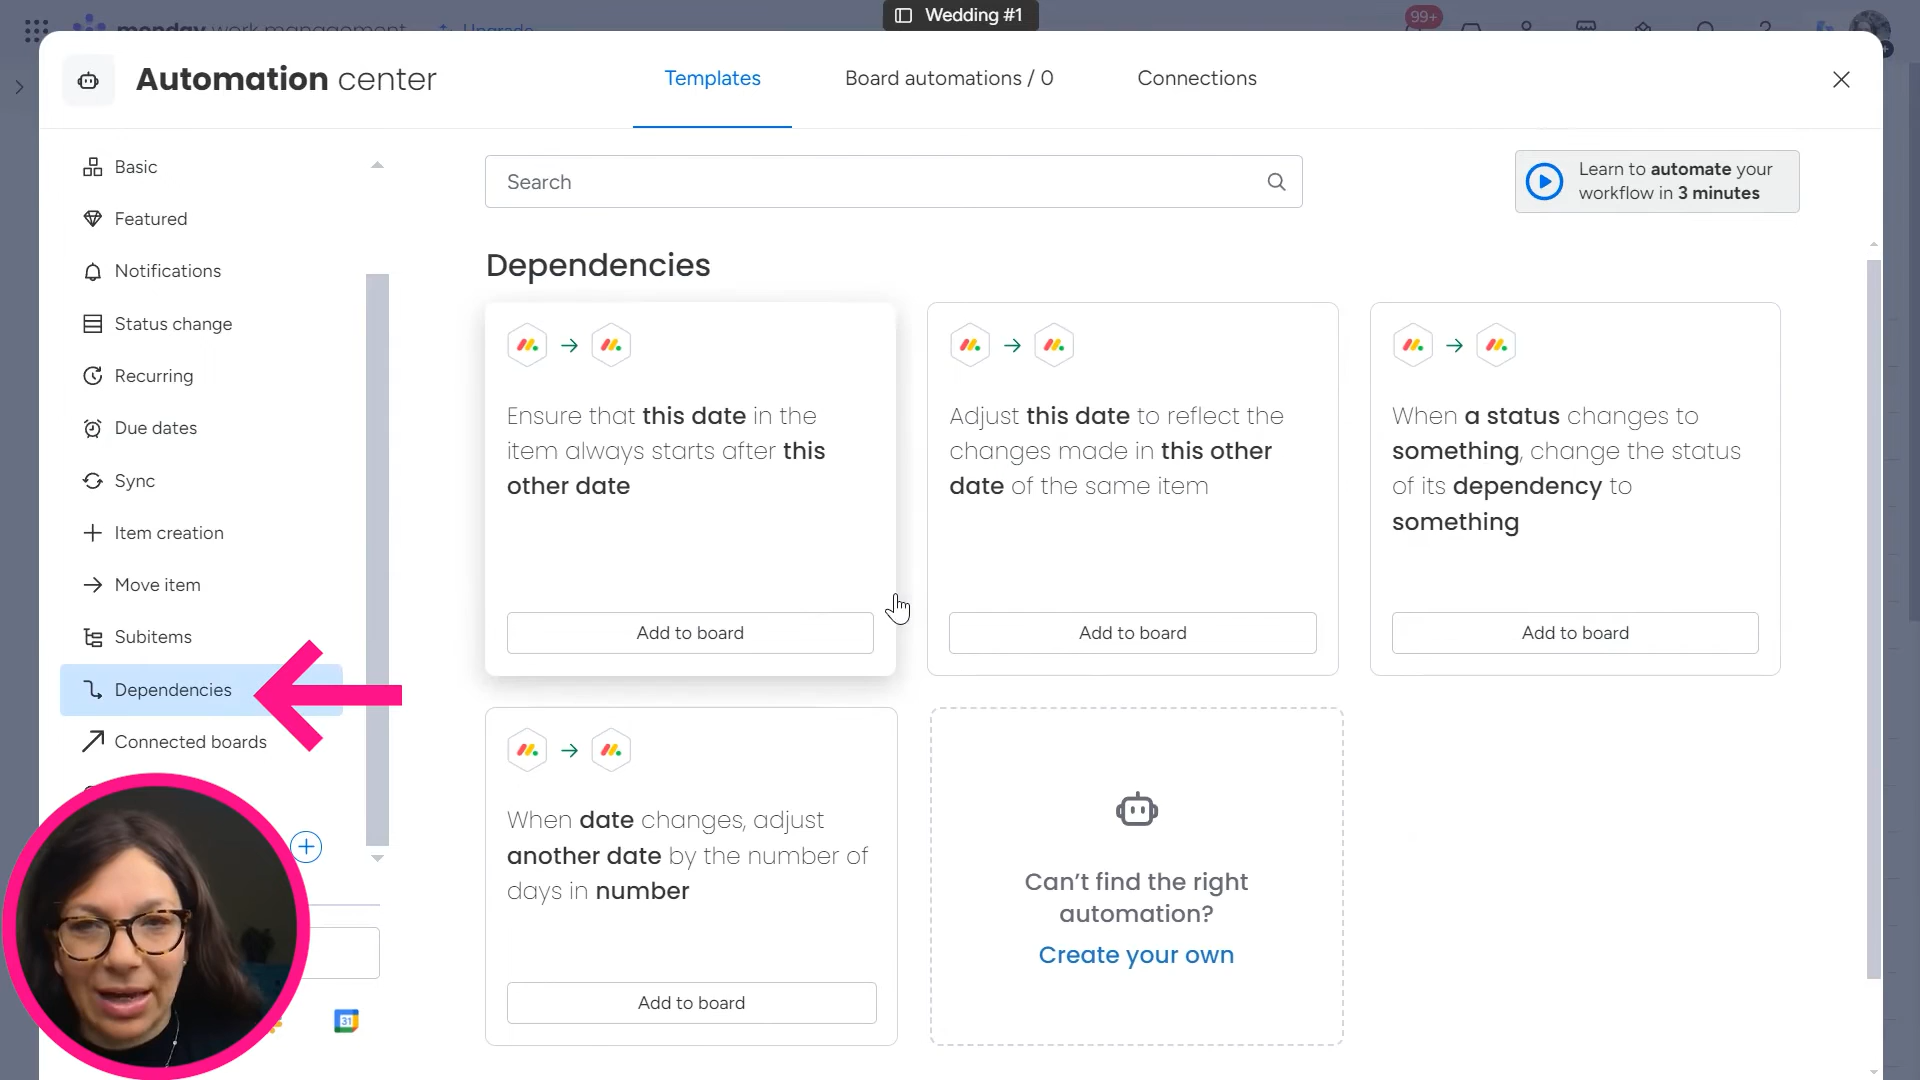 Wedding #1
monday work management
Upgrade
99+
Automation center
Templates
Board automations / 0
Connections
Basic
Featured
Notifications
Status change
Recurring
Due dates
Sync
Item creation
Move item
Subitems
Dependencies
Connected boards
Search
Learn to automate your
workflow in 3 minutes
Dependencies
Ensure that this date in the
item always starts after this
other date
Add to board
Adjust this date to reflect the
changes made in this other
date of the same item
Add to board
When a status changes to
something, change the status
of its dependency to
something
Add to board
When date changes, adjust
another date by the number of
days in number
Add to board
Can't find the right
automation?
Create your own
31